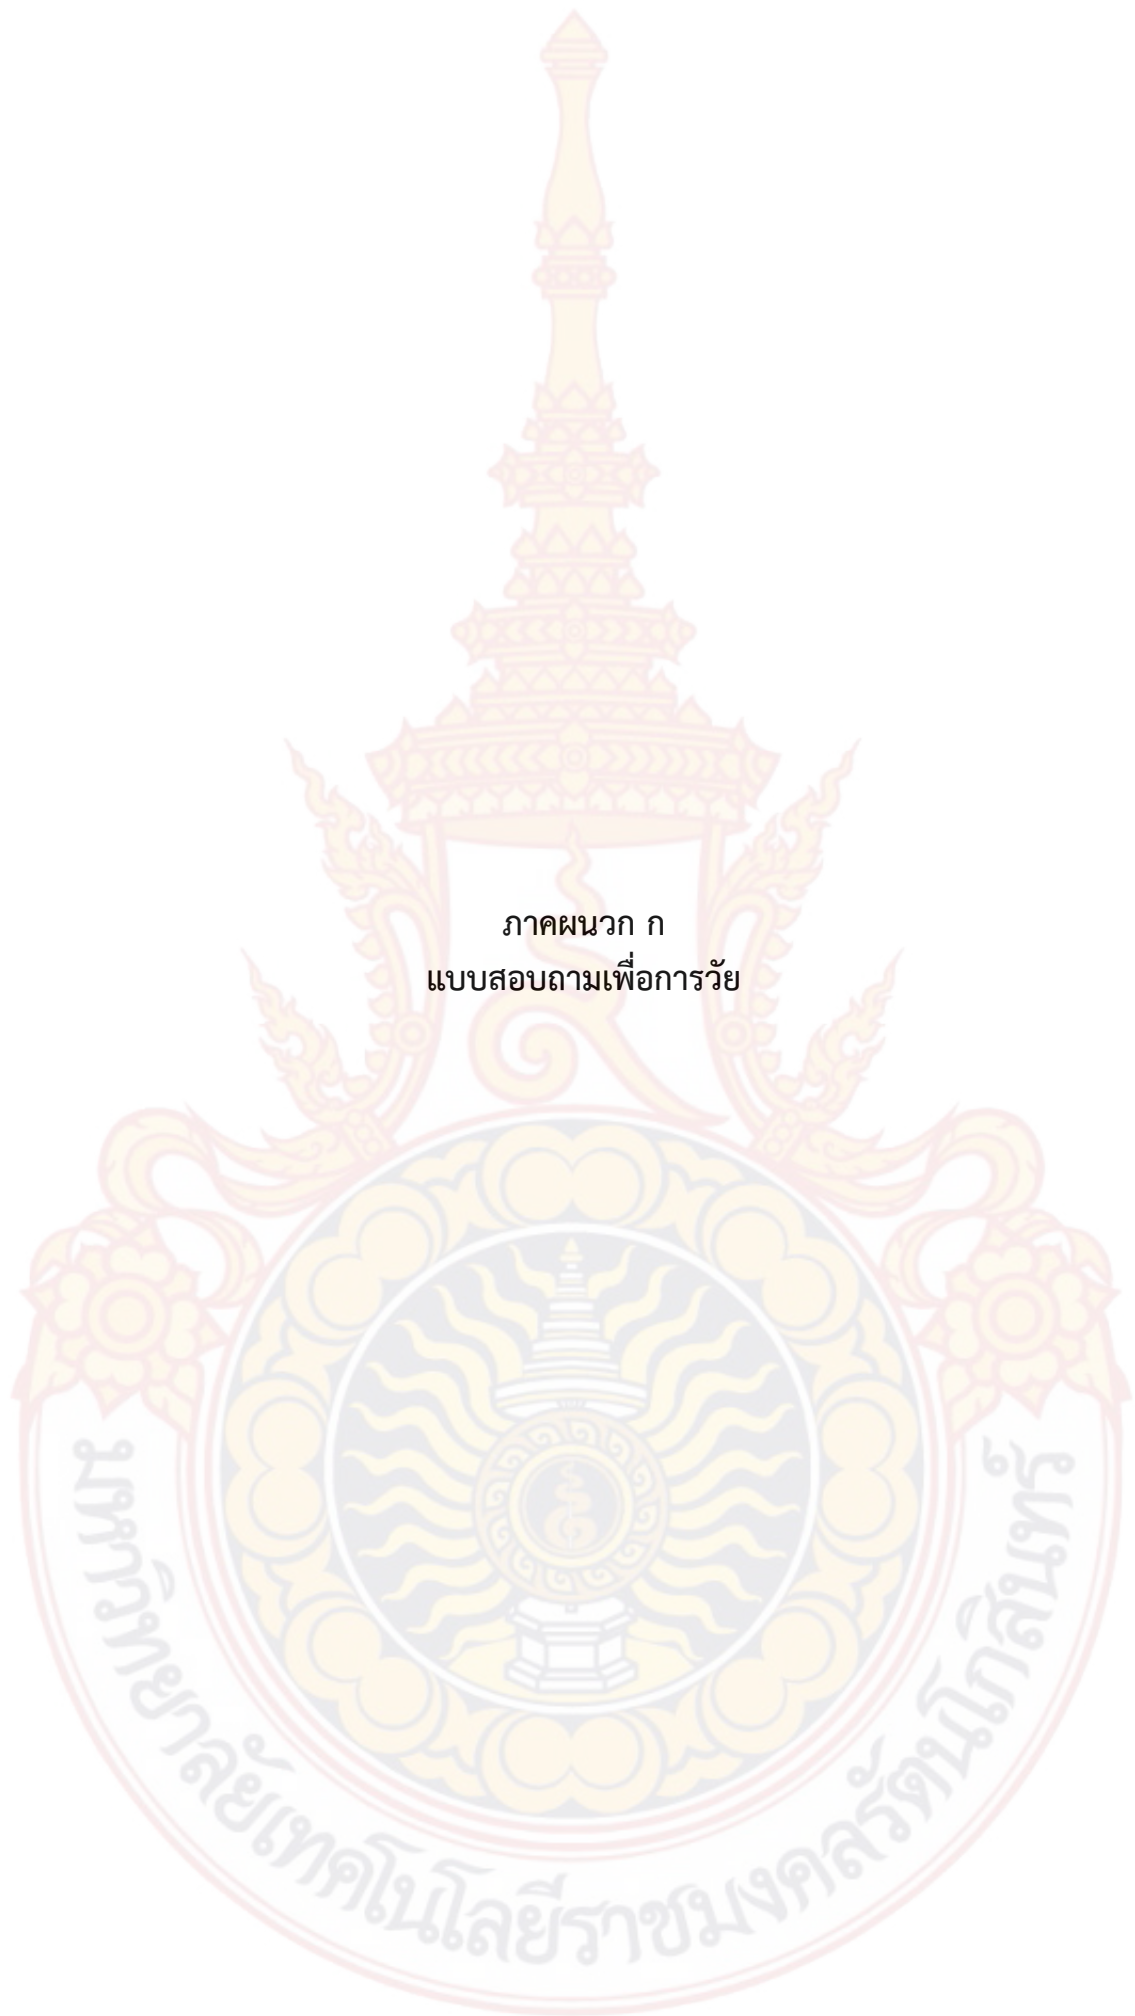 ภาคผนวก ก
แบบสอบถามเพื่อการวัย
มหาวิทยาลัยเทคโนโลยีราชมงคลรัตนโกสินทร์